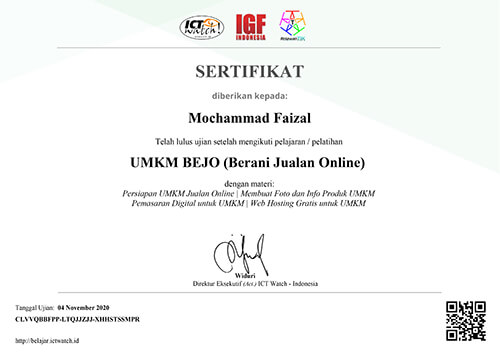 ICT watch!
IGF
INDONESIA
RelawanTIK
SERTIFIKAT
diberikan kepada:
Mochammad Faizal
Telah lulus ujian setelah mengikuti pelajaran / pelatihan
UMKM BEJO (Berani Jualan Online)
dengan materi:
Persiapan UMKM Jualan Online | Membuat Foto dan Info Produk UMKM
Pemasaran Digital untuk UMKM | Web Hosting Gratis untuk UMKM
Widuri
Direktur Eksekutif (Act.) ICT Watch - Indonesia
Tanggal Ujian: 04 November 2020
CLVVQBBFPP-LTQJJZJJ-XHHSTSSMPR
http://belajar.ictwatch.id